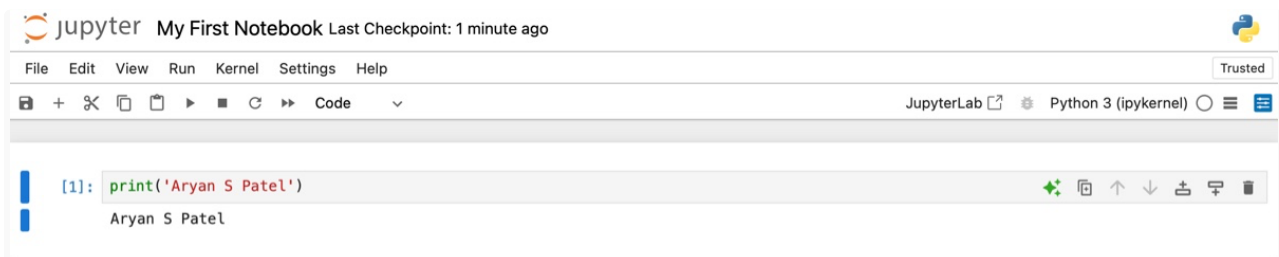 jupyter My First Notebook Last Checkpoint: 1 minute ago
File Edit View Run Kernel Settings Help Trusted
Code JupyterLab Python 3 (ipykernel)
[1]: print('Aryan S Patel')
Aryan S Patel